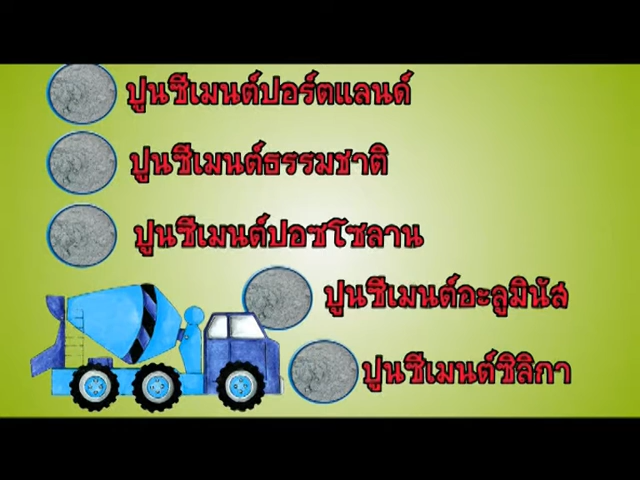 ปูนซีเมนต์ปอร์ตแลนด์
ปูนซีเมนต์ธรรมชาติ
ปูนซีเมนต์ปอซโซลาน
ปูนซีเมนต์อะลูมินัส
ปูนซีเมนต์ซิลิกา